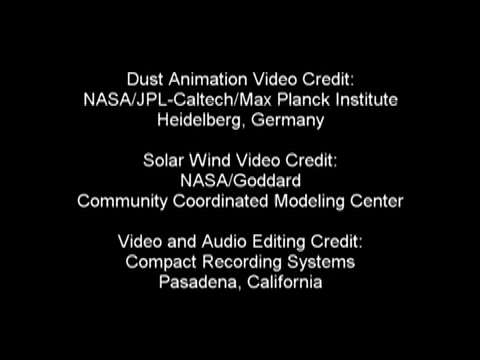 Dust Animation Video Credit:
NASA/JPL-Caltech/Max Planck Institute
Heidelberg, Germany
Solar Wind Video Credit:
NASA/Goddard
Community Coordinated Modeling Center
Video and Audio Editing Credit:
Compact Recording Systems
Pasadena, California